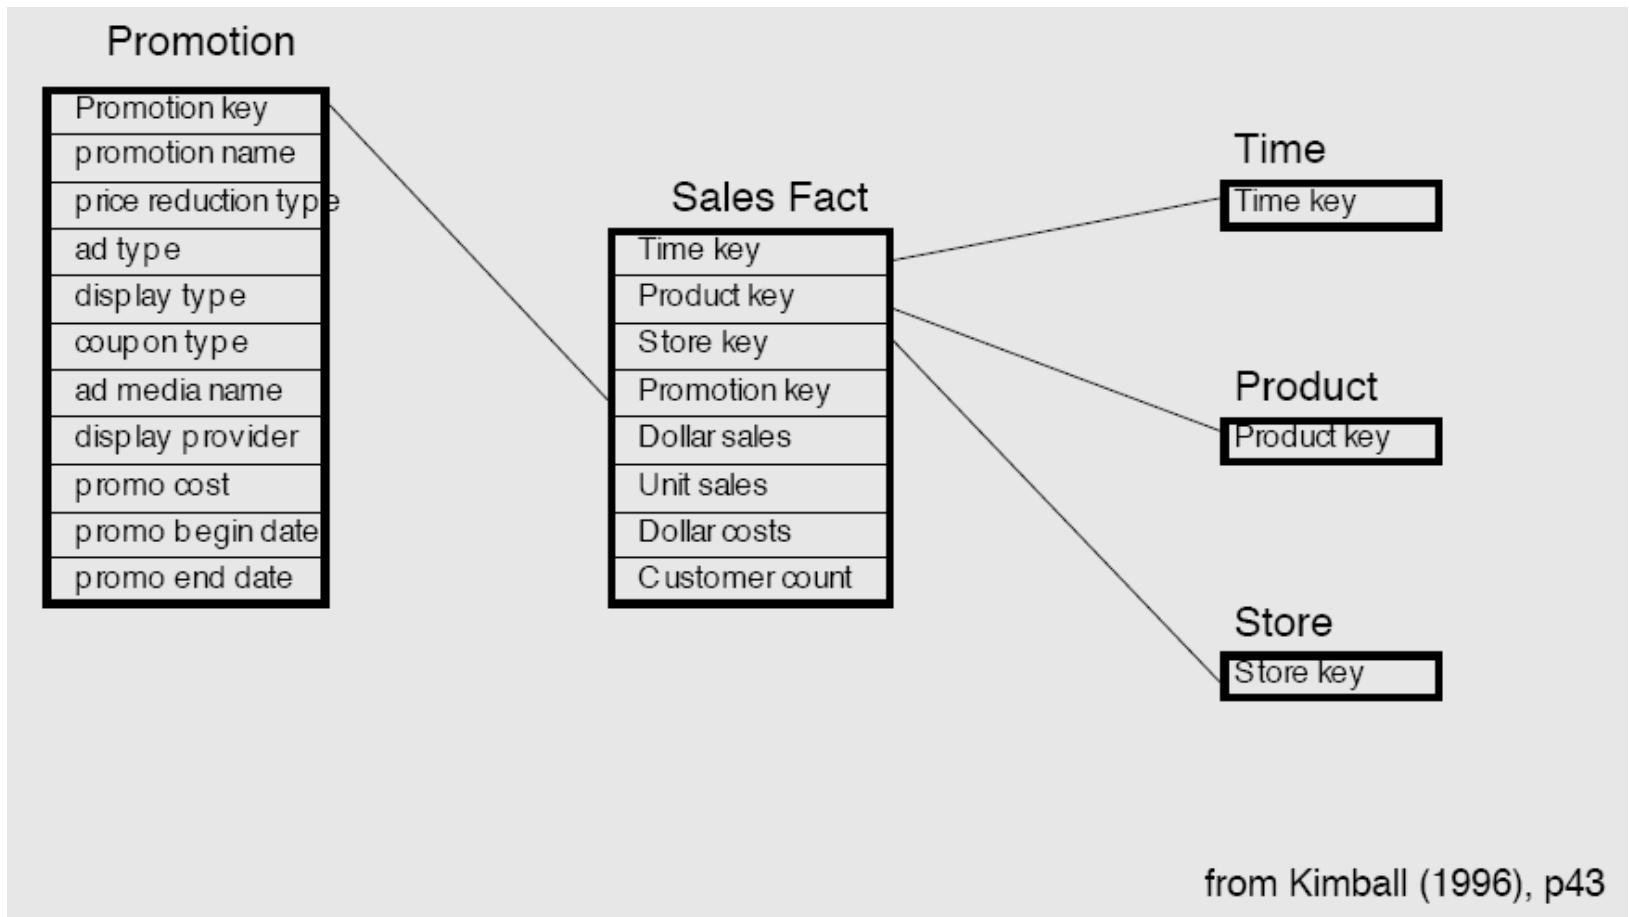 Promotion
Promotion key
promotion name
price reduction type
ad type
display type
coupon type
ad media name
display provider
promo cost
promo begin date
promo end date
Sales Fact
Time key
Product key
Store key
Promotion key
Dollar sales
Unit sales
Dollar costs
Customer count
Time
Time key
Product
Product key
Store
Store key
from Kimball (1996), p43